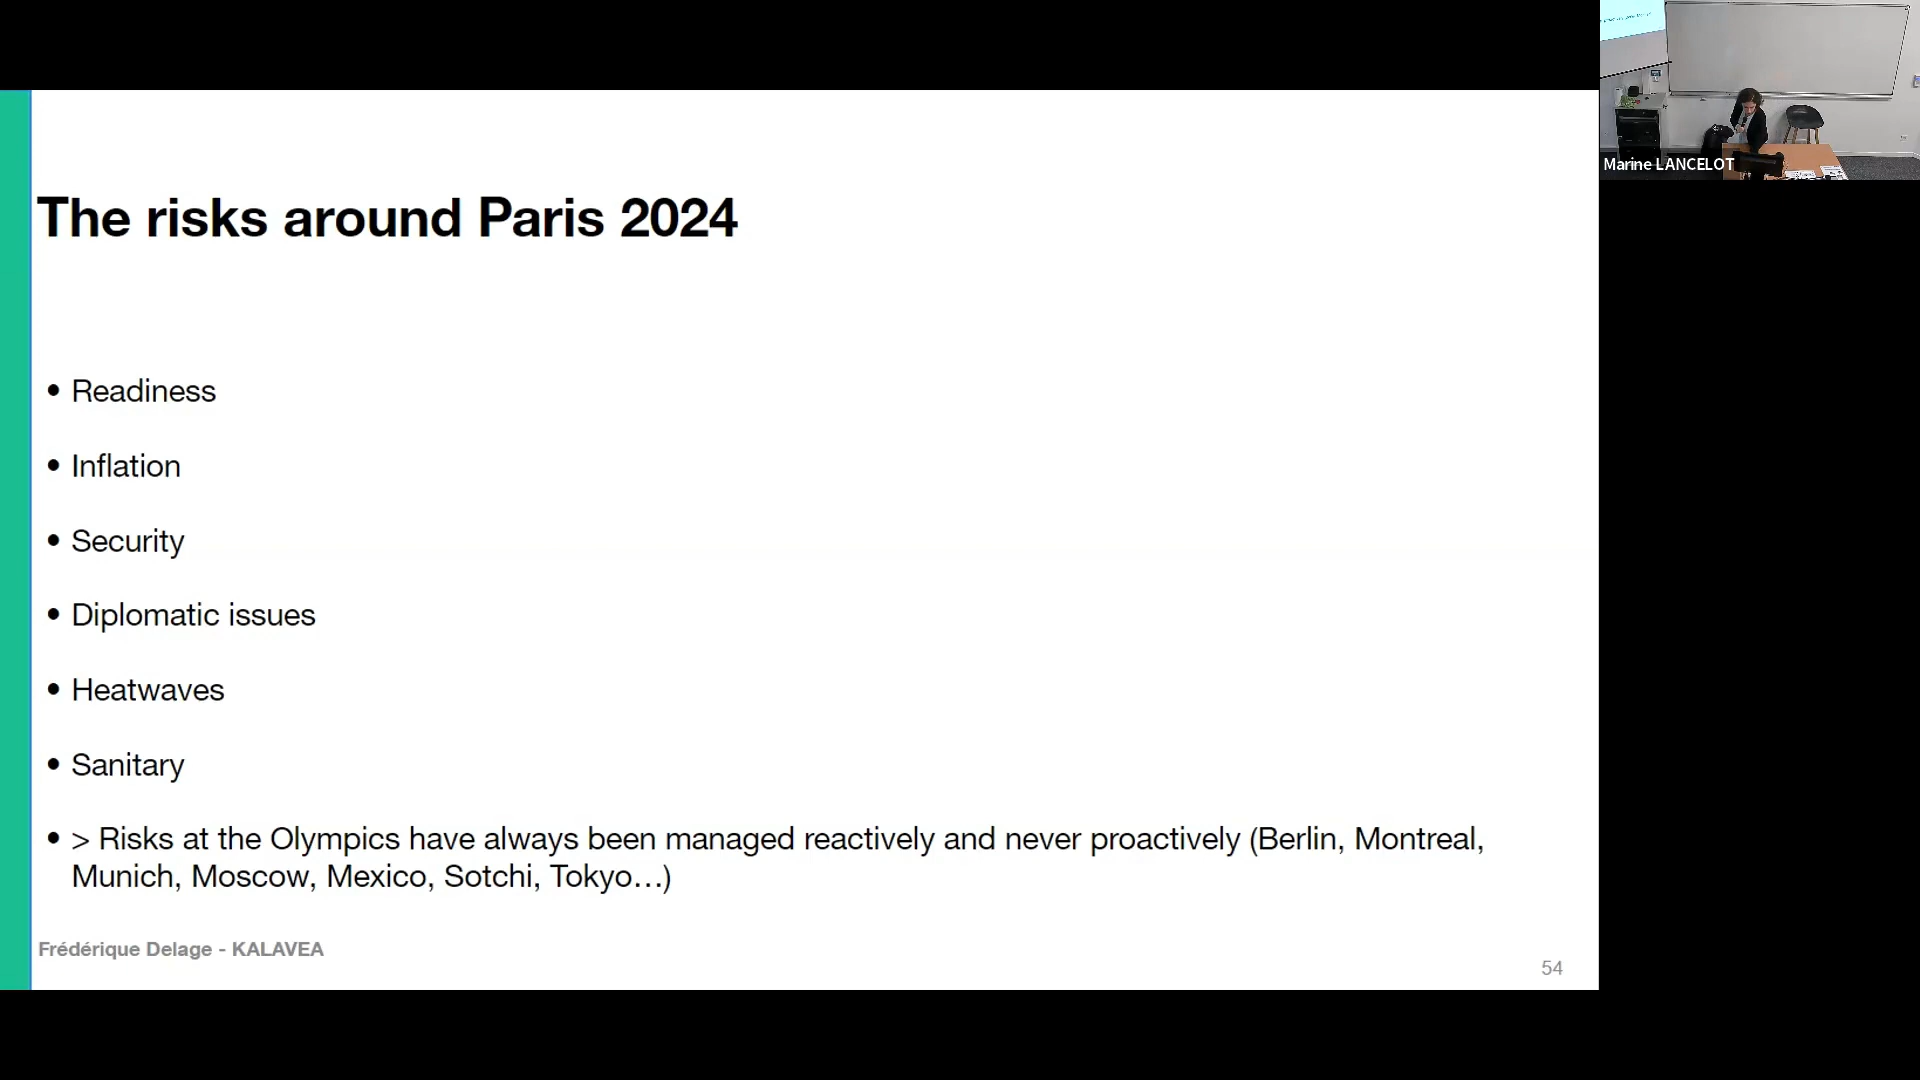 The risks around Paris 2024
• Readiness
• Inflation
• Security
• Diplomatic issues
• Heatwaves
• Sanitary
• > Risks at the Olympics have always been managed reactively and never proactively (Berlin, Montreal,
Munich, Moscow, Mexico, Sotchi, Tokyo…)
Frédérique Delage - KALAVEA
54
Marine LANCELOT